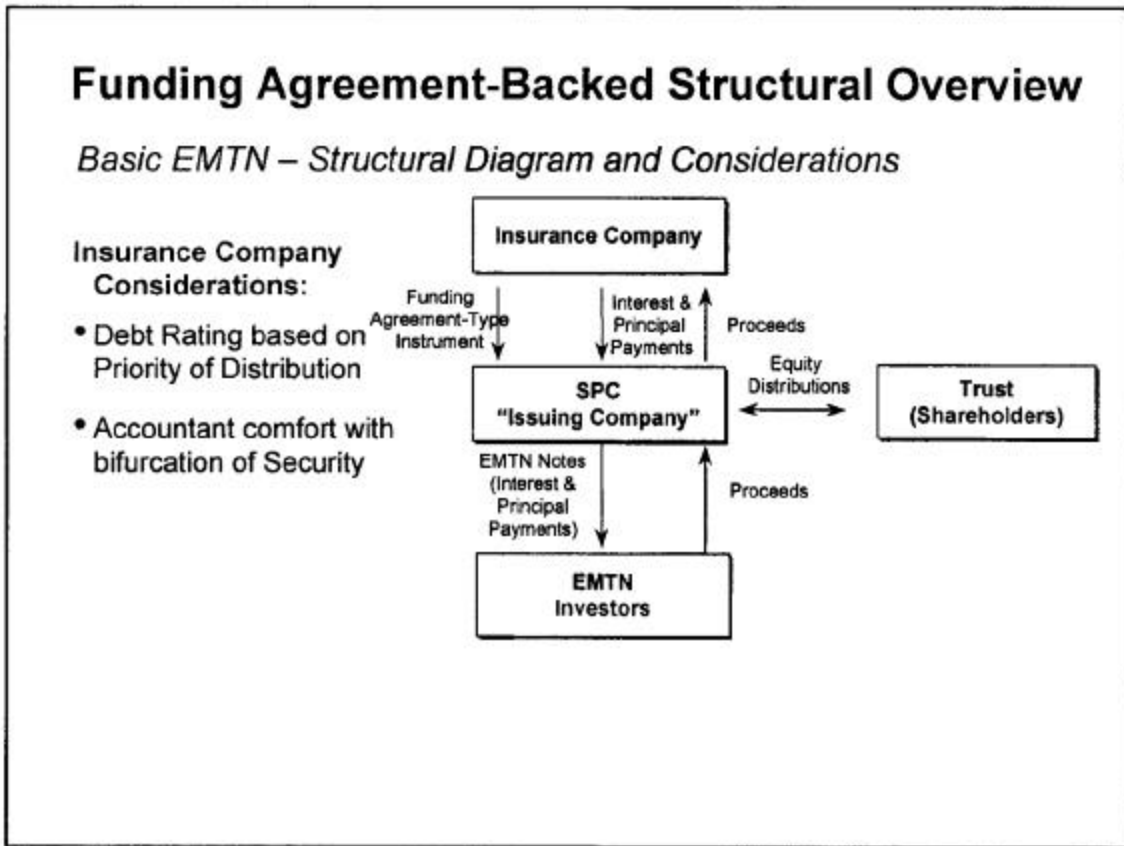 Funding Agreement-Backed Structural Overview
Basic EMTN – Structural Diagram and Considerations
Insurance Company
Considerations:
• Debt Rating based on
Priority of Distribution
• Accountant comfort with
bifurcation of Security
Insurance Company
Funding
Agreement-Type
Instrument
Interest &
Principal
Payments
Proceeds
SPC
"Issuing Company"
Equity
Distributions
Trust
(Shareholders)
EMTN Notes
(Interest &
Principal
Payments)
Proceeds
EMTN
Investors